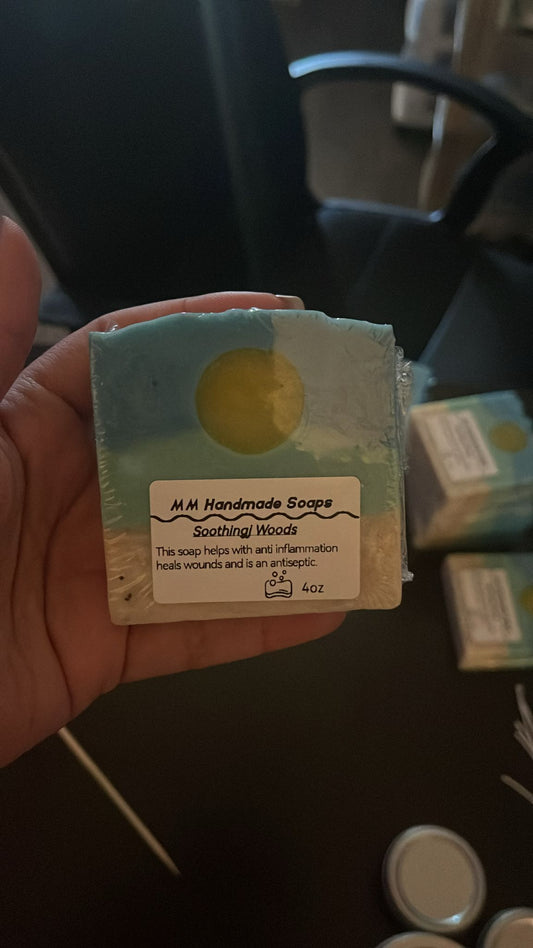 MM Handmade Soaps
Soothing| Woods
This soap helps with anti inflammation
heals wounds and is an antiseptic.
4oz